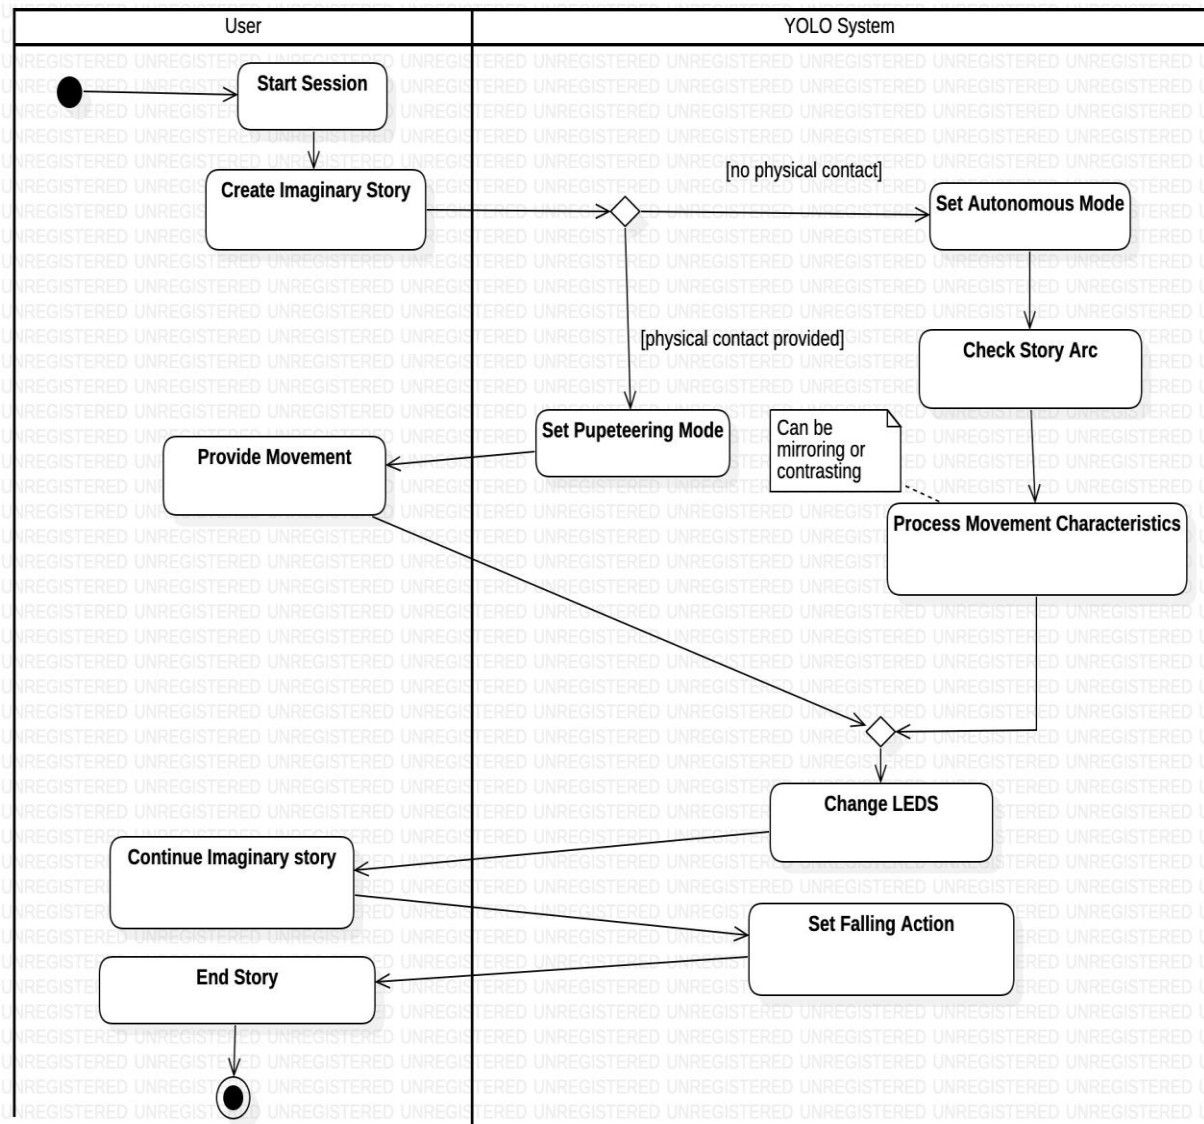 User
YOLO System
Start Session
Create Imaginary Story
[no physical contact]
Set Autonomous Mode
[physical contact provided]
Check Story Arc
Set Pupeteering Mode
Can be
mirroring or
contrasting
Provide Movement
Process Movement Characteristics
Change LEDS
Continue Imaginary story
Set Falling Action
End Story
UNREGISTERED